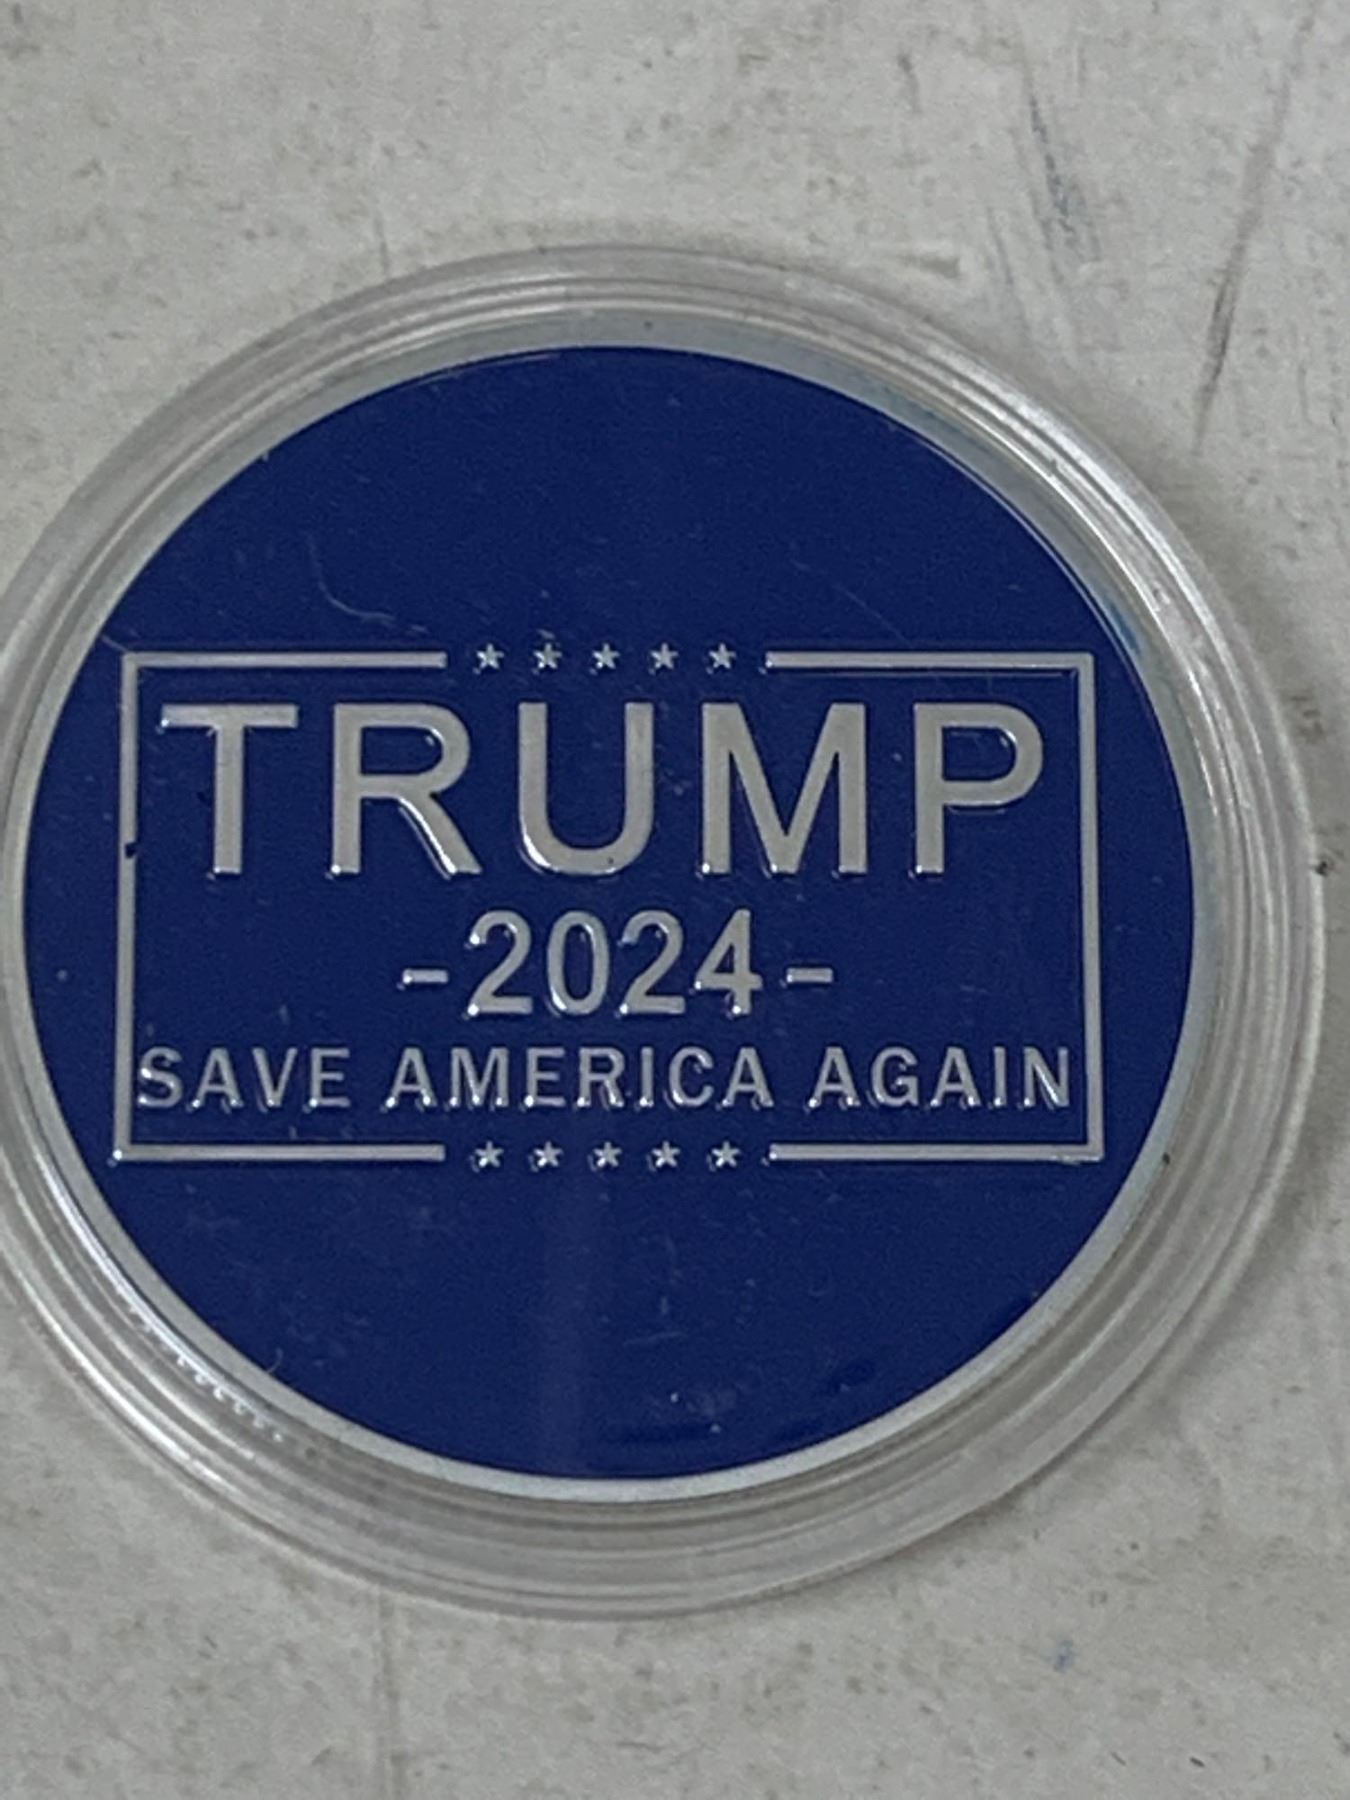 TRUMP
-2024-
SAVE AMERICA AGAIN